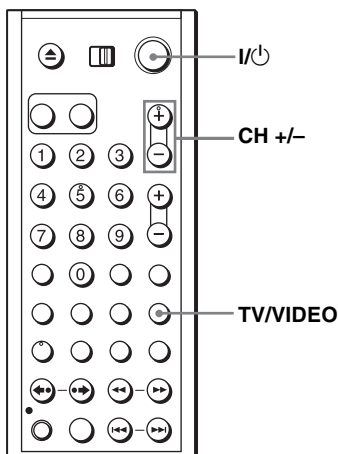 I/⏻
+
CH +/–
1 2 3
–
4 5 6
+
7 8 9
–
0
TV/VIDEO